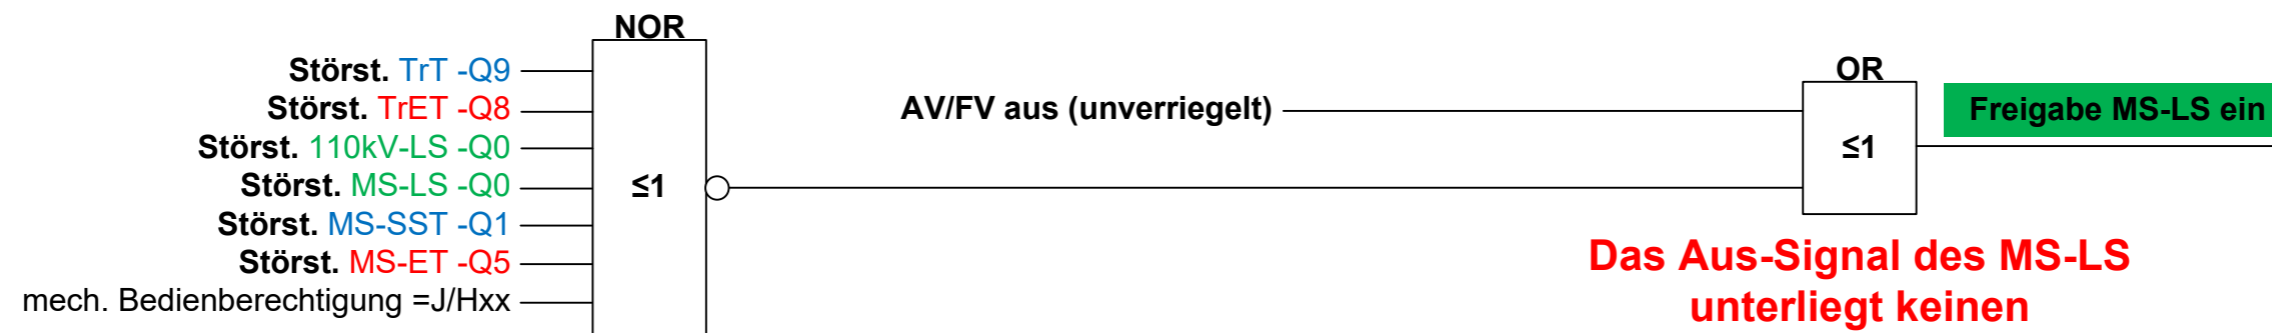 NOR
Störst. TrT -Q9
Störst. TrET -Q8
Störst. 110kV-LS -Q0
Störst. MS-LS -Q0
Störst. MS-SST -Q1
Störst. MS-ET -Q5
mech. Bedienberechtigung =J/Hxx
≤1
AV/FV aus (unverriegelt)
OR
≤1
Freigabe MS-LS ein
Das Aus-Signal des MS-LS
unterliegt keinen